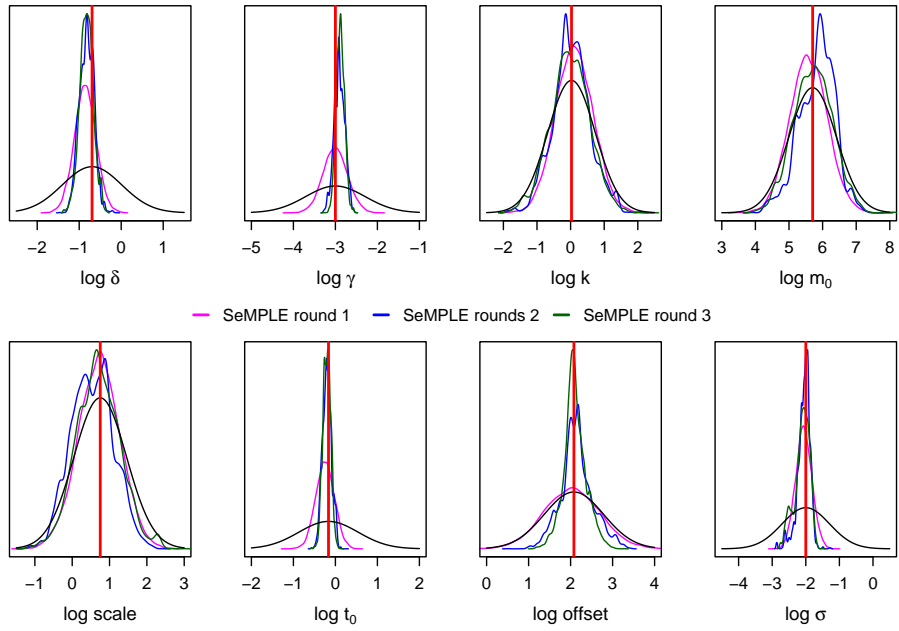 −2 −1 0 1
−5 −4 −3 −2 −1
−2 −1 0 1 2
3 4 5 6 7 8
log δ
log γ
log k
log m₀
SeMPLE round 1 SeMPLE rounds 2 SeMPLE round 3
−1 0 1 2 3
−2 −1 0 1 2
0 1 2 3 4
−4 −3 −2 −1 0
log scale
log t₀
log offset
log σ